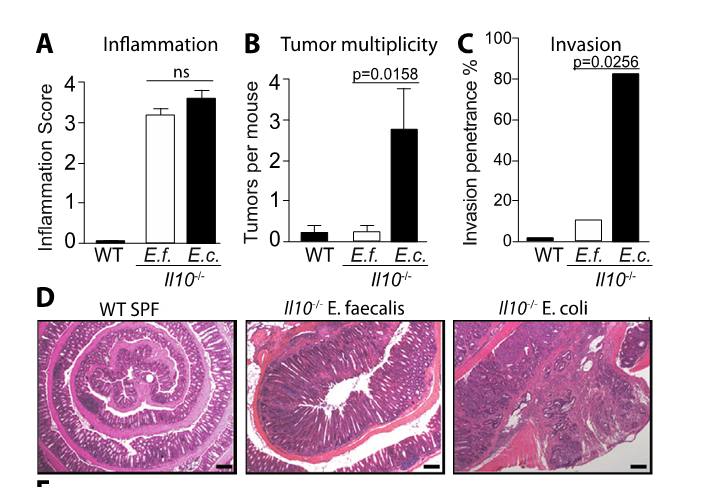 A Inflammation
ns
Inflammation Score
4
3
2
1
0
WT E.f. E.c.
Il10-/-
B Tumor multiplicity
p=0.0158
Tumors per mouse
4
3
2
1
0
WT E.f. E.c.
Il10-/-
C Invasion
p=0.0256
Invasion penetrance %
100
80
60
40
20
0
WT E.f. E.c.
Il10-/-
D
WT SPF
Il10-/- E. faecalis
Il10-/- E. coli